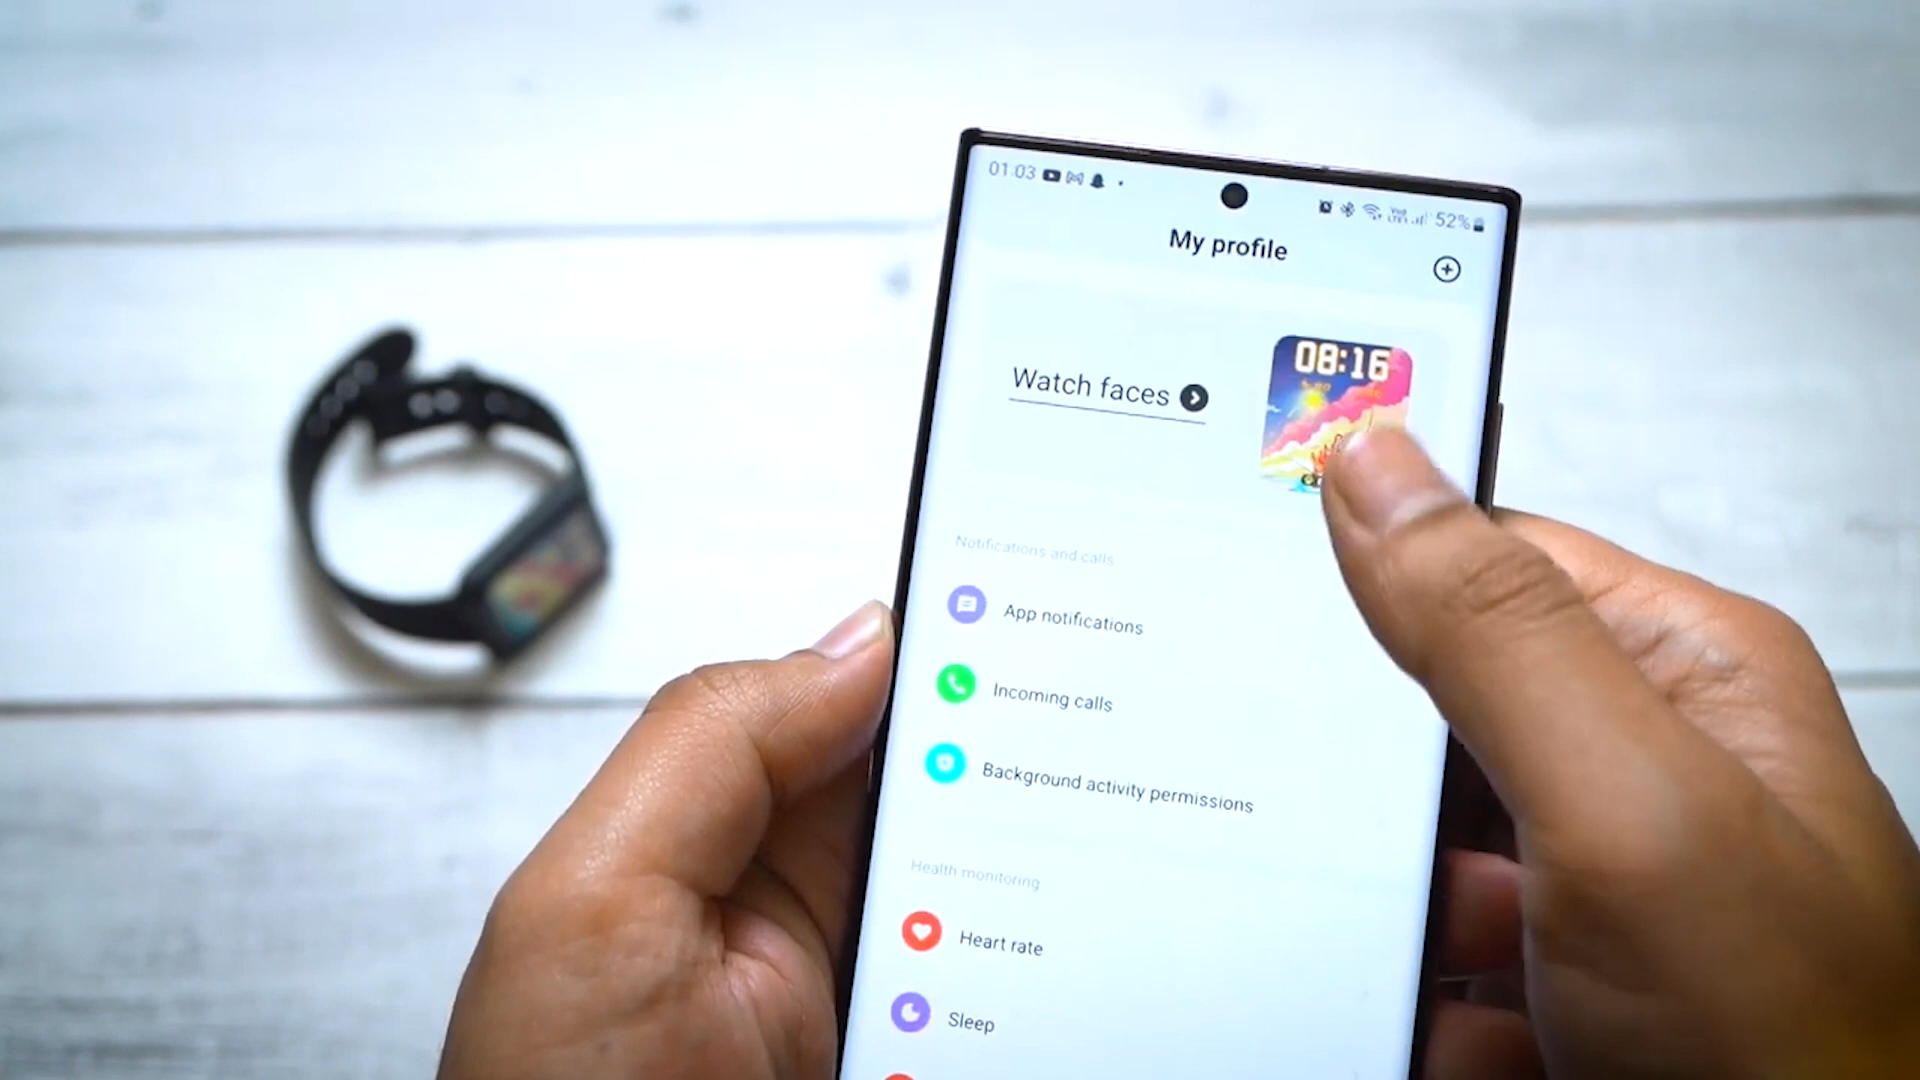 01:03
52%
My profile
Watch faces
08:16
Notifications and calls
App notifications
Incoming calls
Background activity permissions
Health monitoring
Heart rate
Sleep